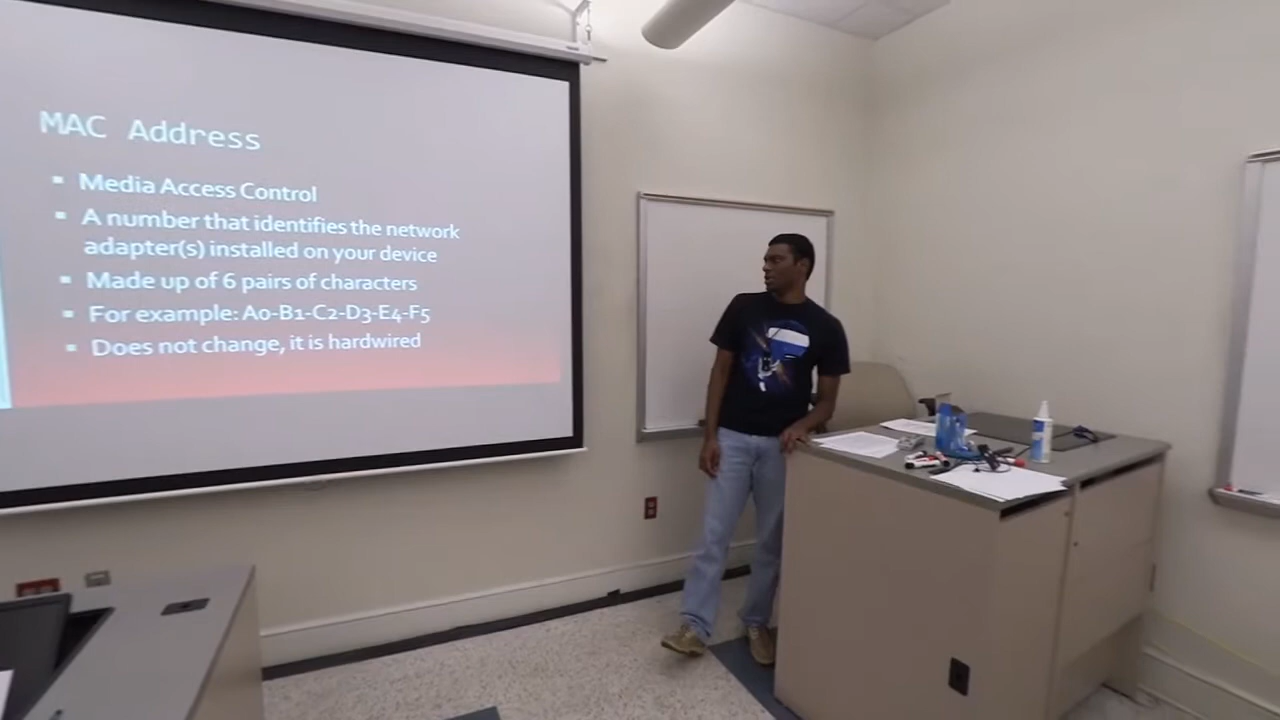 MAC Address
Media Access Control
A number that identifies the network
adapter(s) installed on your device
Made up of 6 pairs of characters
For example: A0-B1-C2-D3-E4-F5
Does not change, it is hardwired